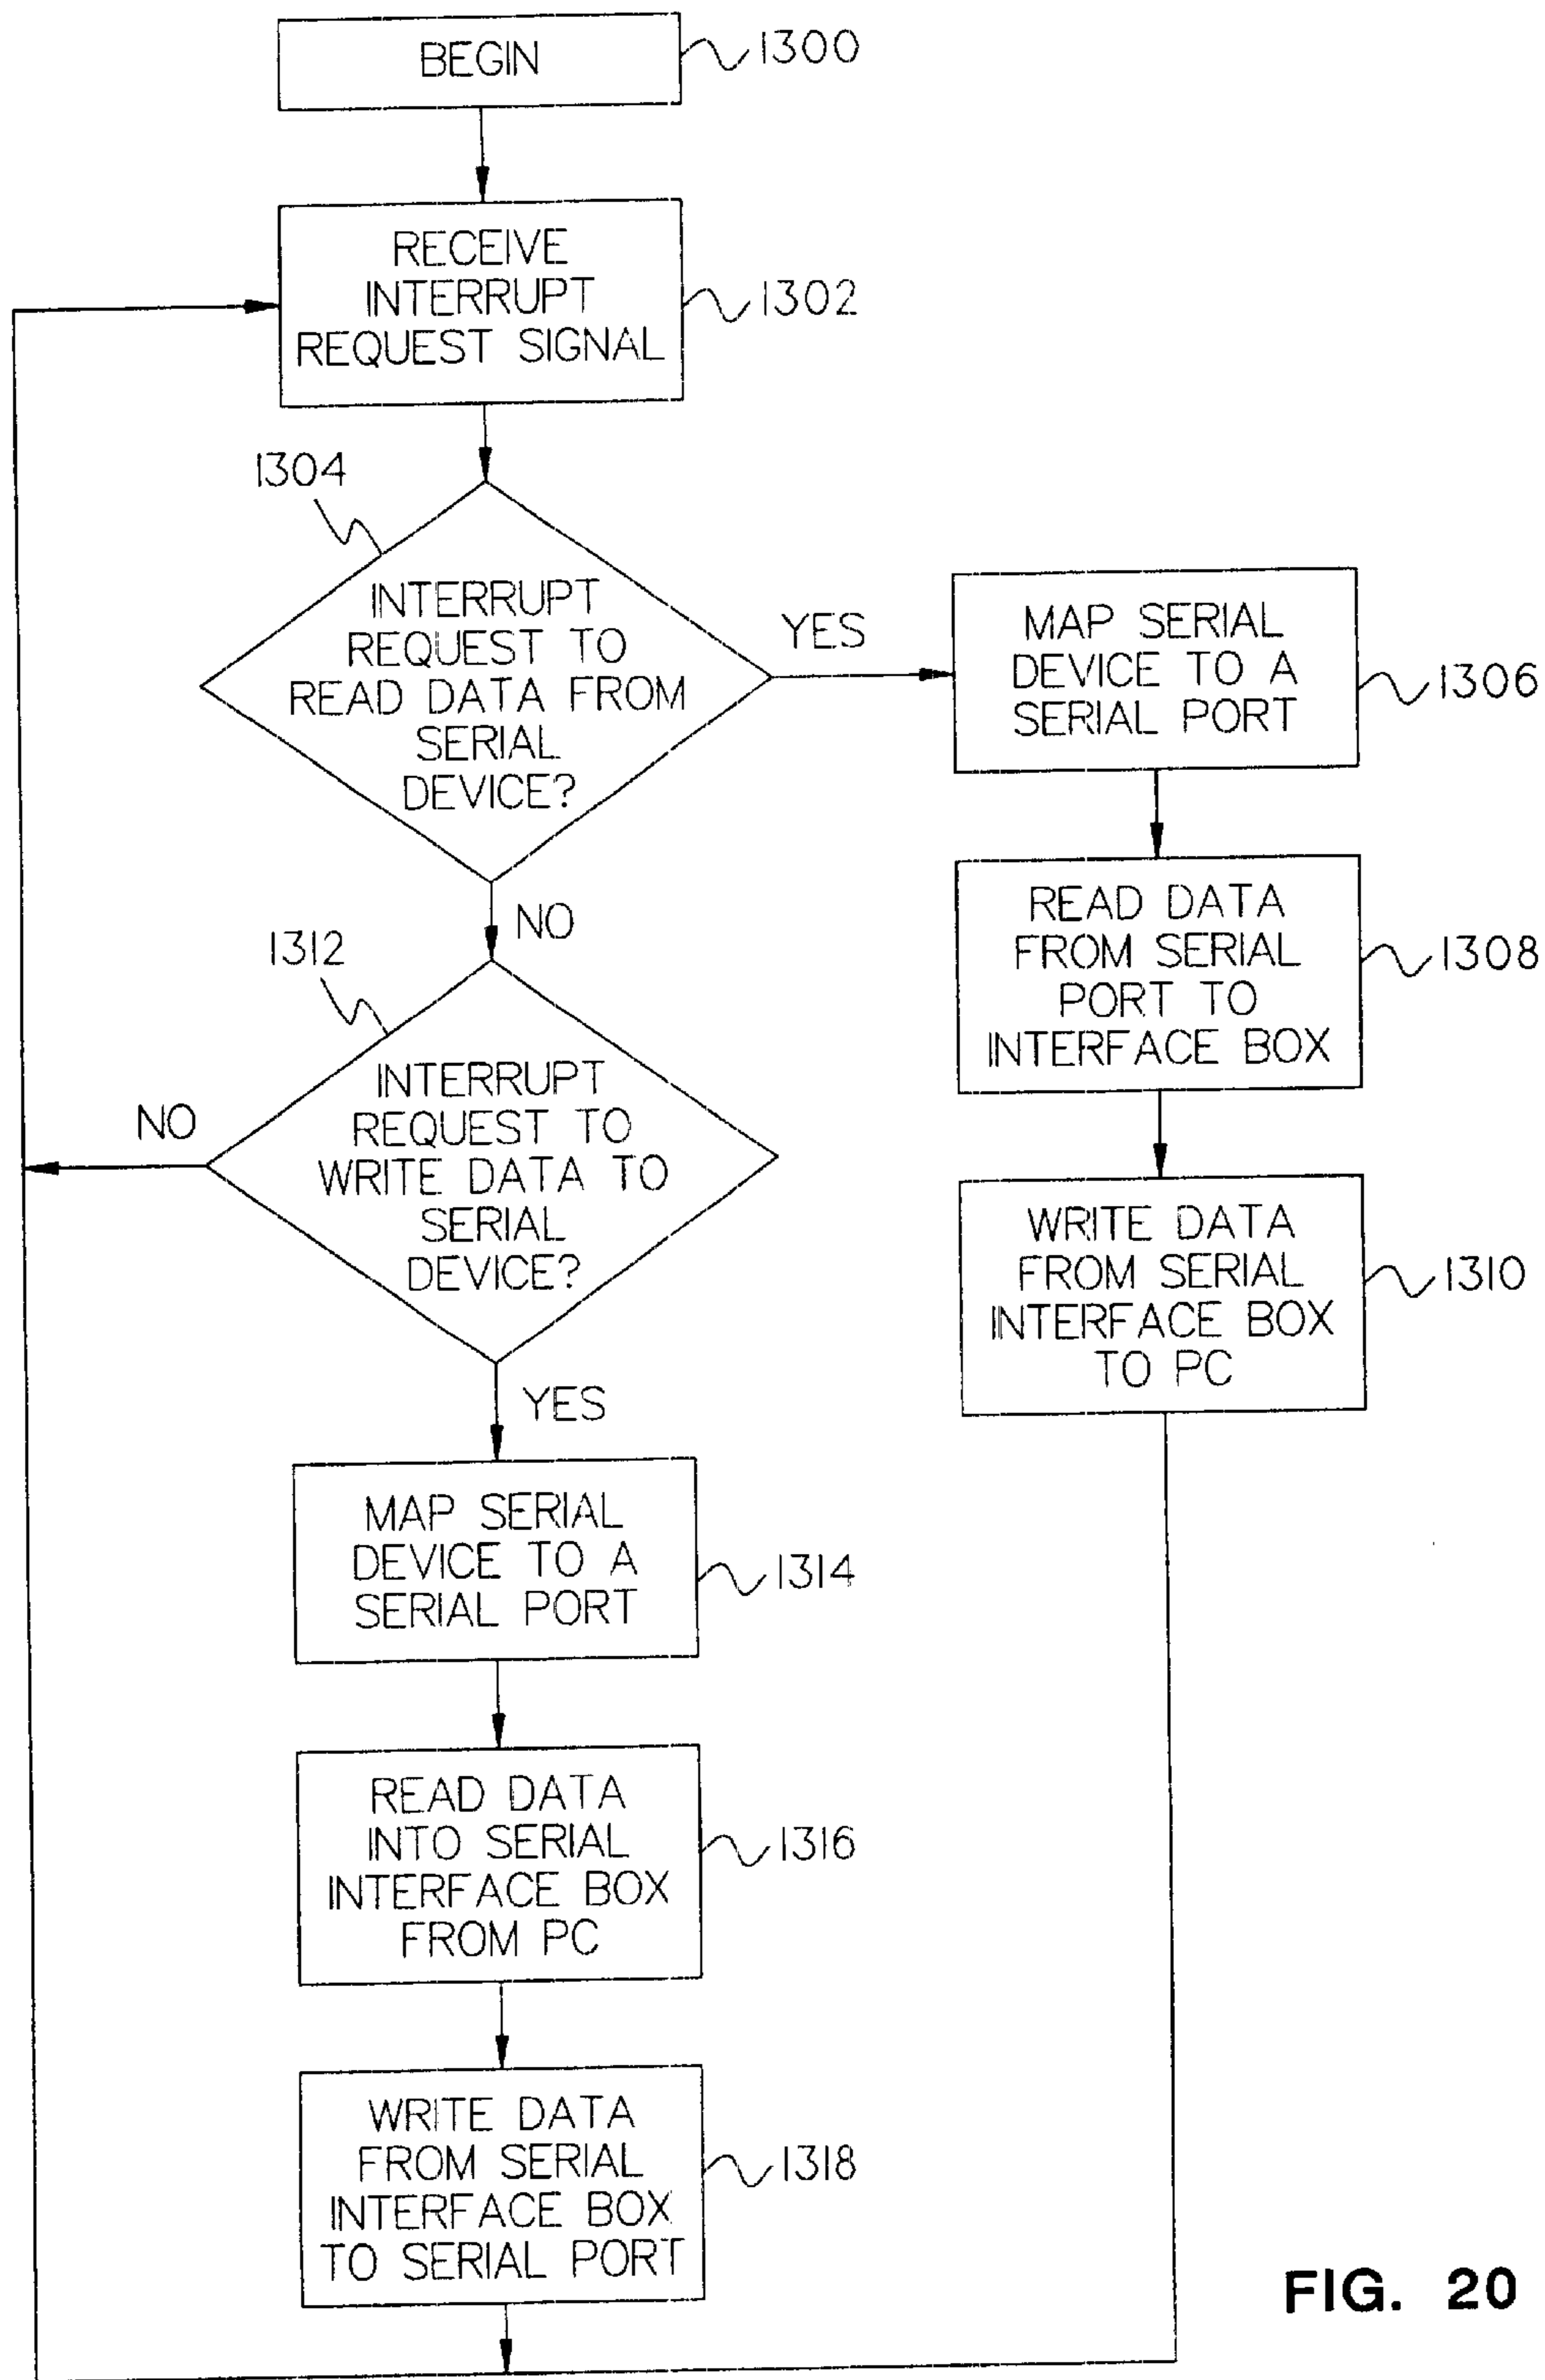 BEGIN
1300
RECEIVE
INTERRUPT
REQUEST SIGNAL
1302
1304
INTERRUPT
REQUEST TO
READ DATA FROM
SERIAL
DEVICE?
YES
MAP SERIAL
DEVICE TO A
SERIAL PORT
1306
NO
READ DATA
FROM SERIAL
PORT TO
INTERFACE BOX
1308
1312
INTERRUPT
REQUEST TO
WRITE DATA TO
SERIAL
DEVICE?
NO
WRITE DATA
FROM SERIAL
INTERFACE BOX
TO PC
1310
YES
MAP SERIAL
DEVICE TO A
SERIAL PORT
1314
READ DATA
INTO SERIAL
INTERFACE BOX
FROM PC
1316
WRITE DATA
FROM SERIAL
INTERFACE BOX
TO SERIAL PORT
1318
FIG. 20